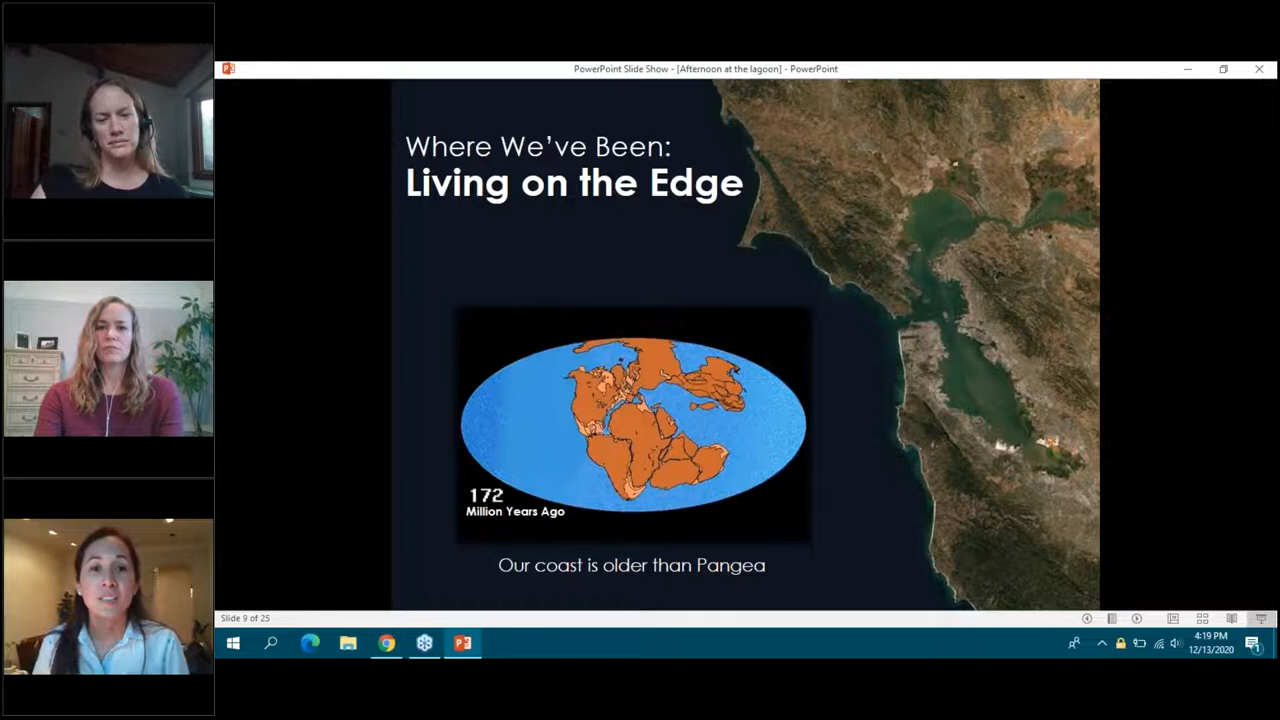 PowerPoint Slide Show - [Afternoon at the lagoon] - PowerPoint
Where We've Been:
Living on the Edge
172
Million Years Ago
Our coast is older than Pangea
Slide 9 of 25
4:19 PM
12/13/2020
1